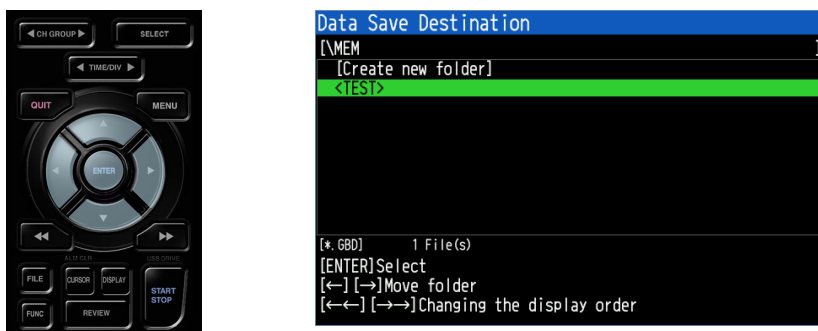 ◀ CH GROUP ▶
SELECT
◀ TIME/DIV ▶
QUIT
MENU
ENTER
ALM CLR
USB DRIVE
FILE
CURSOR
DISPLAY
START
STOP
FUNC
REVIEW
Data Save Destination
[\MEM ]
[Create new folder]
<TEST>
[*.GBD] 1 File(s)
[ENTER]Select
[←][→]Move folder
[←←][→→]Changing the display order